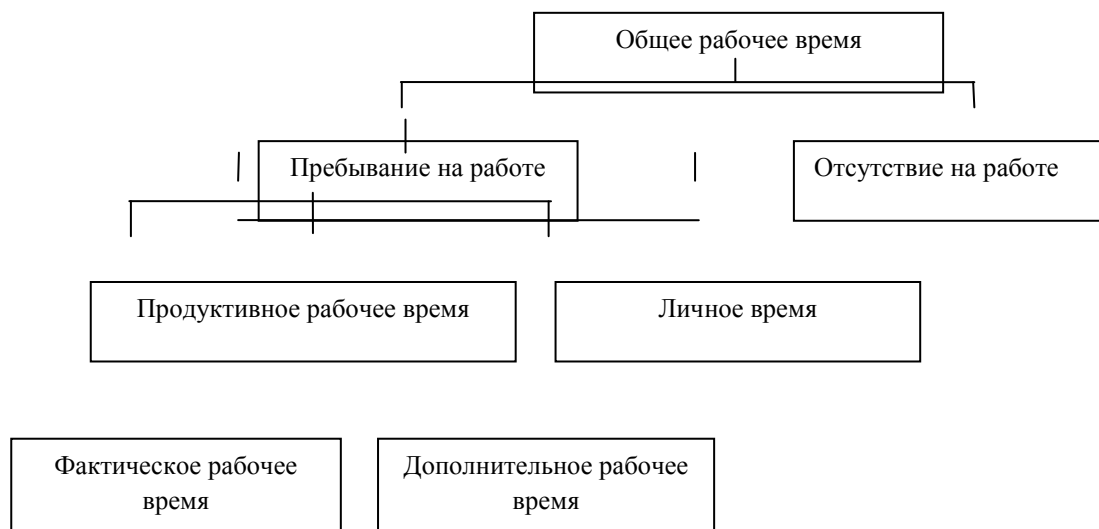 Общее рабочее время
Пребывание на работе
Отсутствие на работе
Продуктивное рабочее время
Личное время
Фактическое рабочее
время
Дополнительное рабочее
время